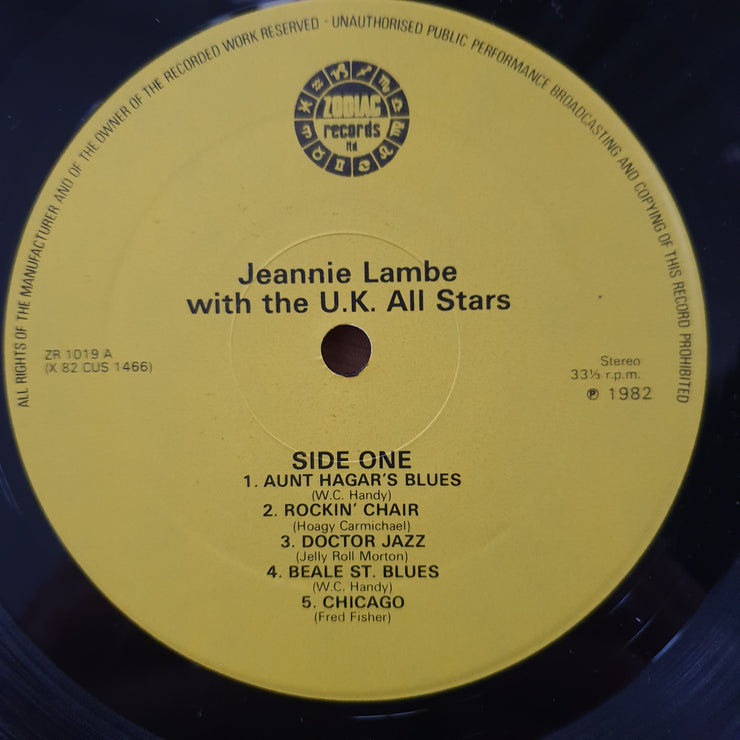 ALL RIGHTS OF THE MANUFACTURER AND OF THE OWNER OF THE RECORDED WORK RESERVED - UNAUTHORISED PUBLIC PERFORMANCE BROADCASTING AND COPYING OF THIS RECORD PROHIBITED
ZODIAC
records
ltd
Jeannie Lambe
with the U.K. All Stars
ZR 1019 A
(X 82 CUS 1466)
Stereo
33⅓ r.p.m.
℗ 1982
SIDE ONE
1. AUNT HAGAR'S BLUES
(W.C. Handy)
2. ROCKIN' CHAIR
(Hoagy Carmichael)
3. DOCTOR JAZZ
(Jelly Roll Morton)
4. BEALE ST. BLUES
(W.C. Handy)
5. CHICAGO
(Fred Fisher)